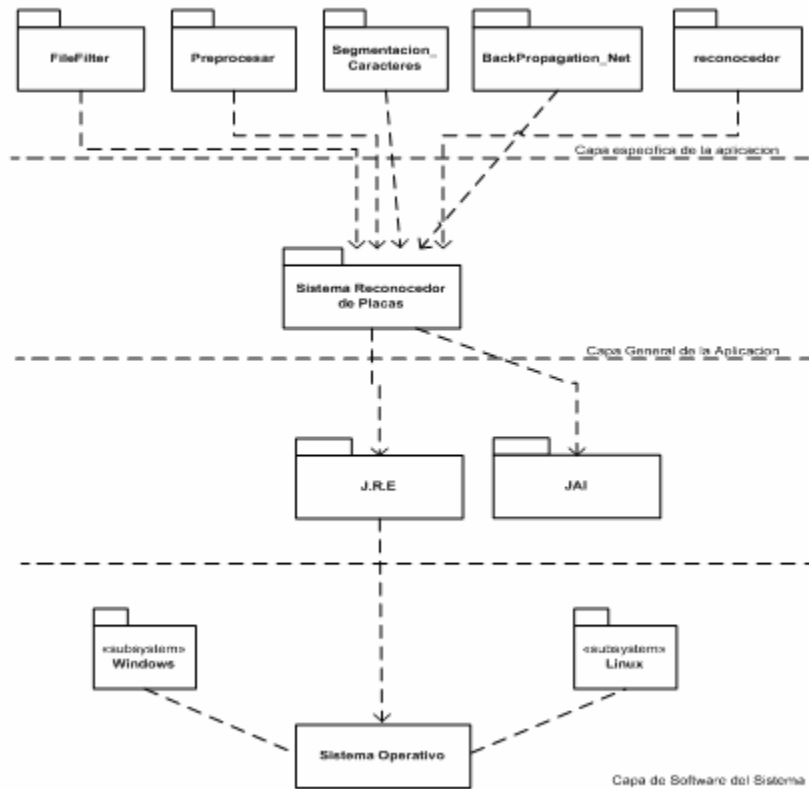 FileFilter
Preprocesar
Segmentacion_
Caracteres
BackPropagation_Net
reconocedor
Capa especifica de la aplicacion
Sistema Reconocedor
de Placas
Capa General de la Aplicacion
J.R.E
JAI
«subsystem»
Windows
«subsystem»
Linux
Sistema Operativo
Capa de Software del Sistema